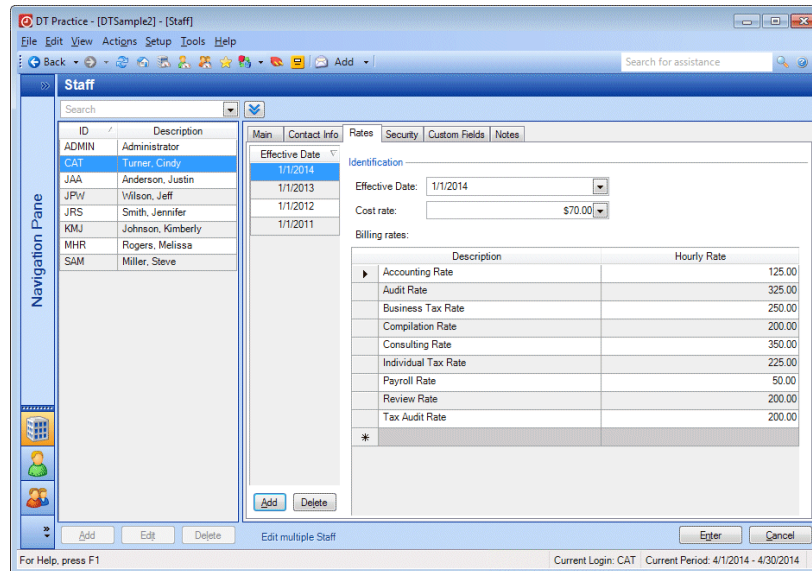 DT Practice - [DTSample2] - [Staff]
File Edit View Actions Setup Tools Help
Back Add Search for assistance
Staff
Navigation Pane
Search
ID Description
ADMIN Administrator
CAT Turner, Cindy
JAA Anderson, Justin
JPW Wilson, Jeff
JRS Smith, Jennifer
KMJ Johnson, Kimberly
MHR Rogers, Melissa
SAM Miller, Steve
Main Contact Info Rates Security Custom Fields Notes
Effective Date
1/1/2014
1/1/2013
1/1/2012
1/1/2011
Identification
Effective Date: 1/1/2014
Cost rate: $70.00
Billing rates:
Description Hourly Rate
Accounting Rate 125.00
Audit Rate 325.00
Business Tax Rate 250.00
Compilation Rate 200.00
Consulting Rate 350.00
Individual Tax Rate 225.00
Payroll Rate 50.00
Review Rate 200.00
Tax Audit Rate 200.00
Add Delete
Add Edit Delete Edit multiple Staff Enter Cancel
For Help, press F1 Current Login: CAT Current Period: 4/1/2014 - 4/30/2014